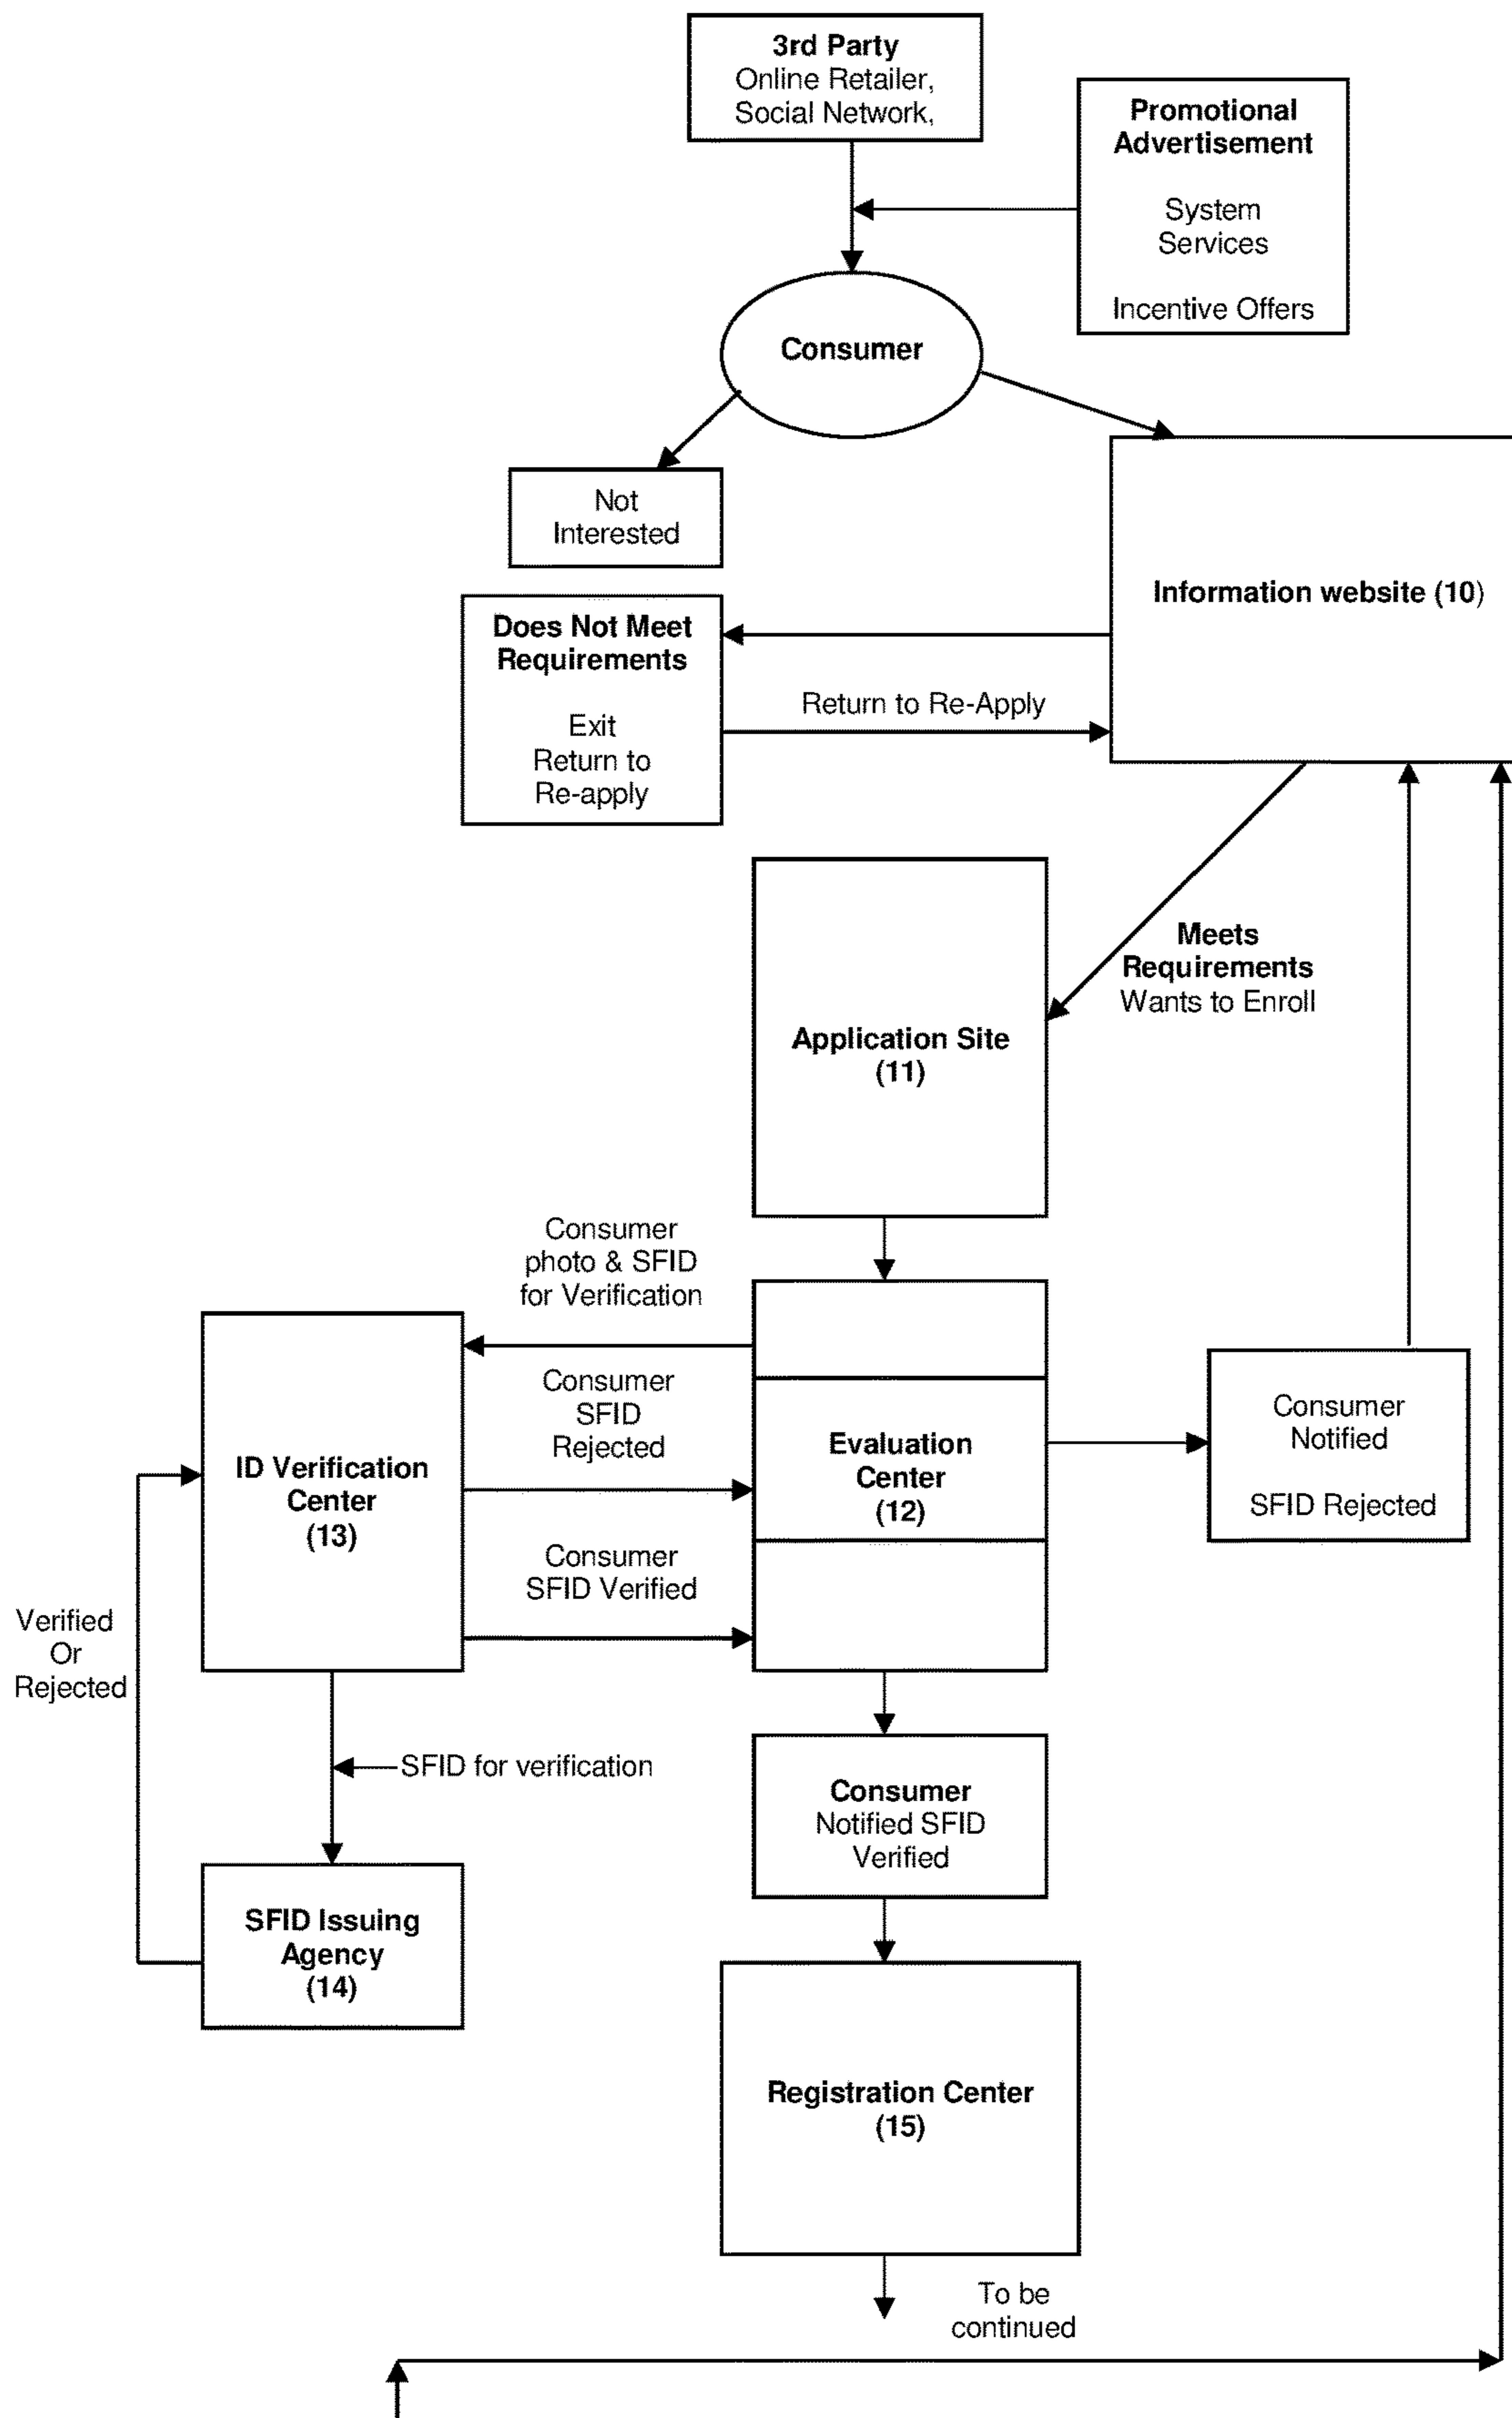 3rd Party
Online Retailer,
Social Network,
Promotional
Advertisement
System
Services
Incentive Offers
Consumer
Not
Interested
Information website (10)
Does Not Meet
Requirements
Exit
Return to
Re-apply
Return to Re-Apply
Meets
Requirements
Wants to Enroll
Application Site
(11)
Consumer
photo & SFID
for Verification
Consumer
SFID
Rejected
Evaluation
Center
(12)
Consumer
Notified
SFID Rejected
ID Verification
Center
(13)
Consumer
SFID Verified
Verified
Or
Rejected
SFID for verification
Consumer
Notified SFID
Verified
SFID Issuing
Agency
(14)
Registration Center
(15)
To be
continued